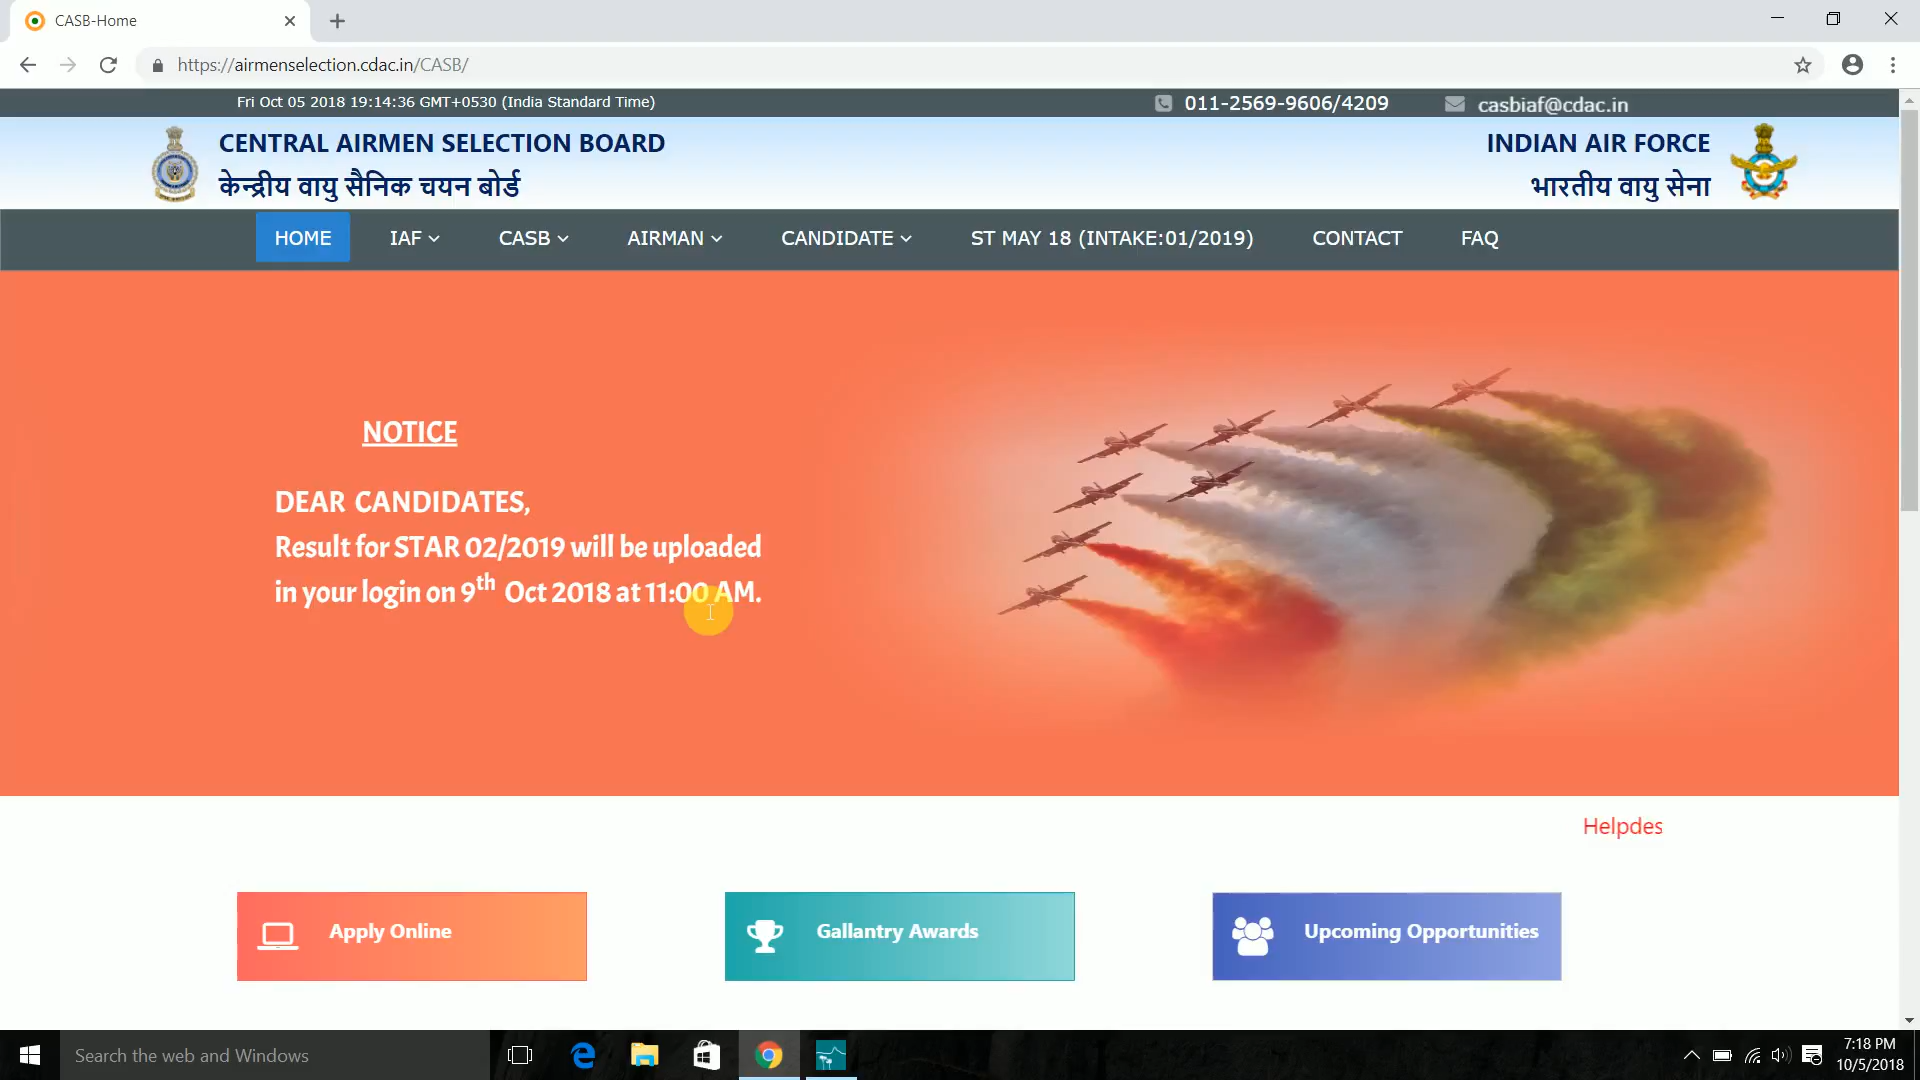 CASB-Home
https://airmenselection.cdac.in/CASB/
Fri Oct 05 2018 19:14:36 GMT+0530 (India Standard Time)
011-2569-9606/4209
casbiaf@cdac.in
CENTRAL AIRMEN SELECTION BOARD
केन्द्रीय वायु सैनिक चयन बोर्ड
INDIAN AIR FORCE
भारतीय वायु सेना
HOME
IAF
CASB
AIRMAN
CANDIDATE
ST MAY 18 (INTAKE:01/2019)
CONTACT
FAQ
NOTICE
DEAR CANDIDATES,
Result for STAR 02/2019 will be uploaded
in your login on 9th Oct 2018 at 11:00 AM.
Helpdes
Apply Online
Gallantry Awards
Upcoming Opportunities
Search the web and Windows
7:18 PM
10/5/2018